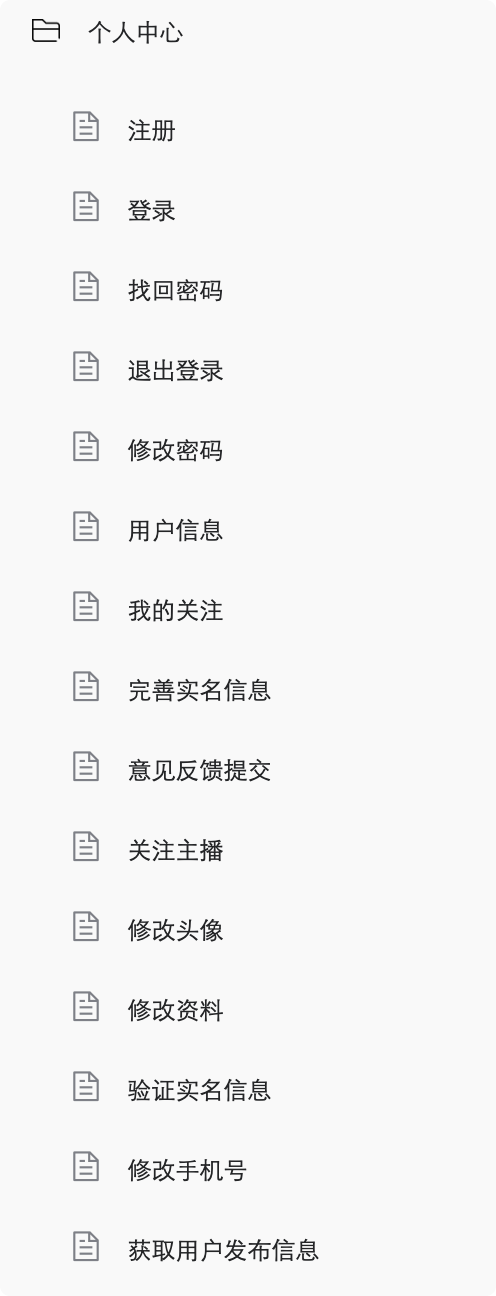 个人中心
注册
登录
找回密码
退出登录
修改密码
用户信息
我的关注
完善实名信息
意见反馈提交
关注主播
修改头像
修改资料
验证实名信息
修改手机号
获取用户发布信息